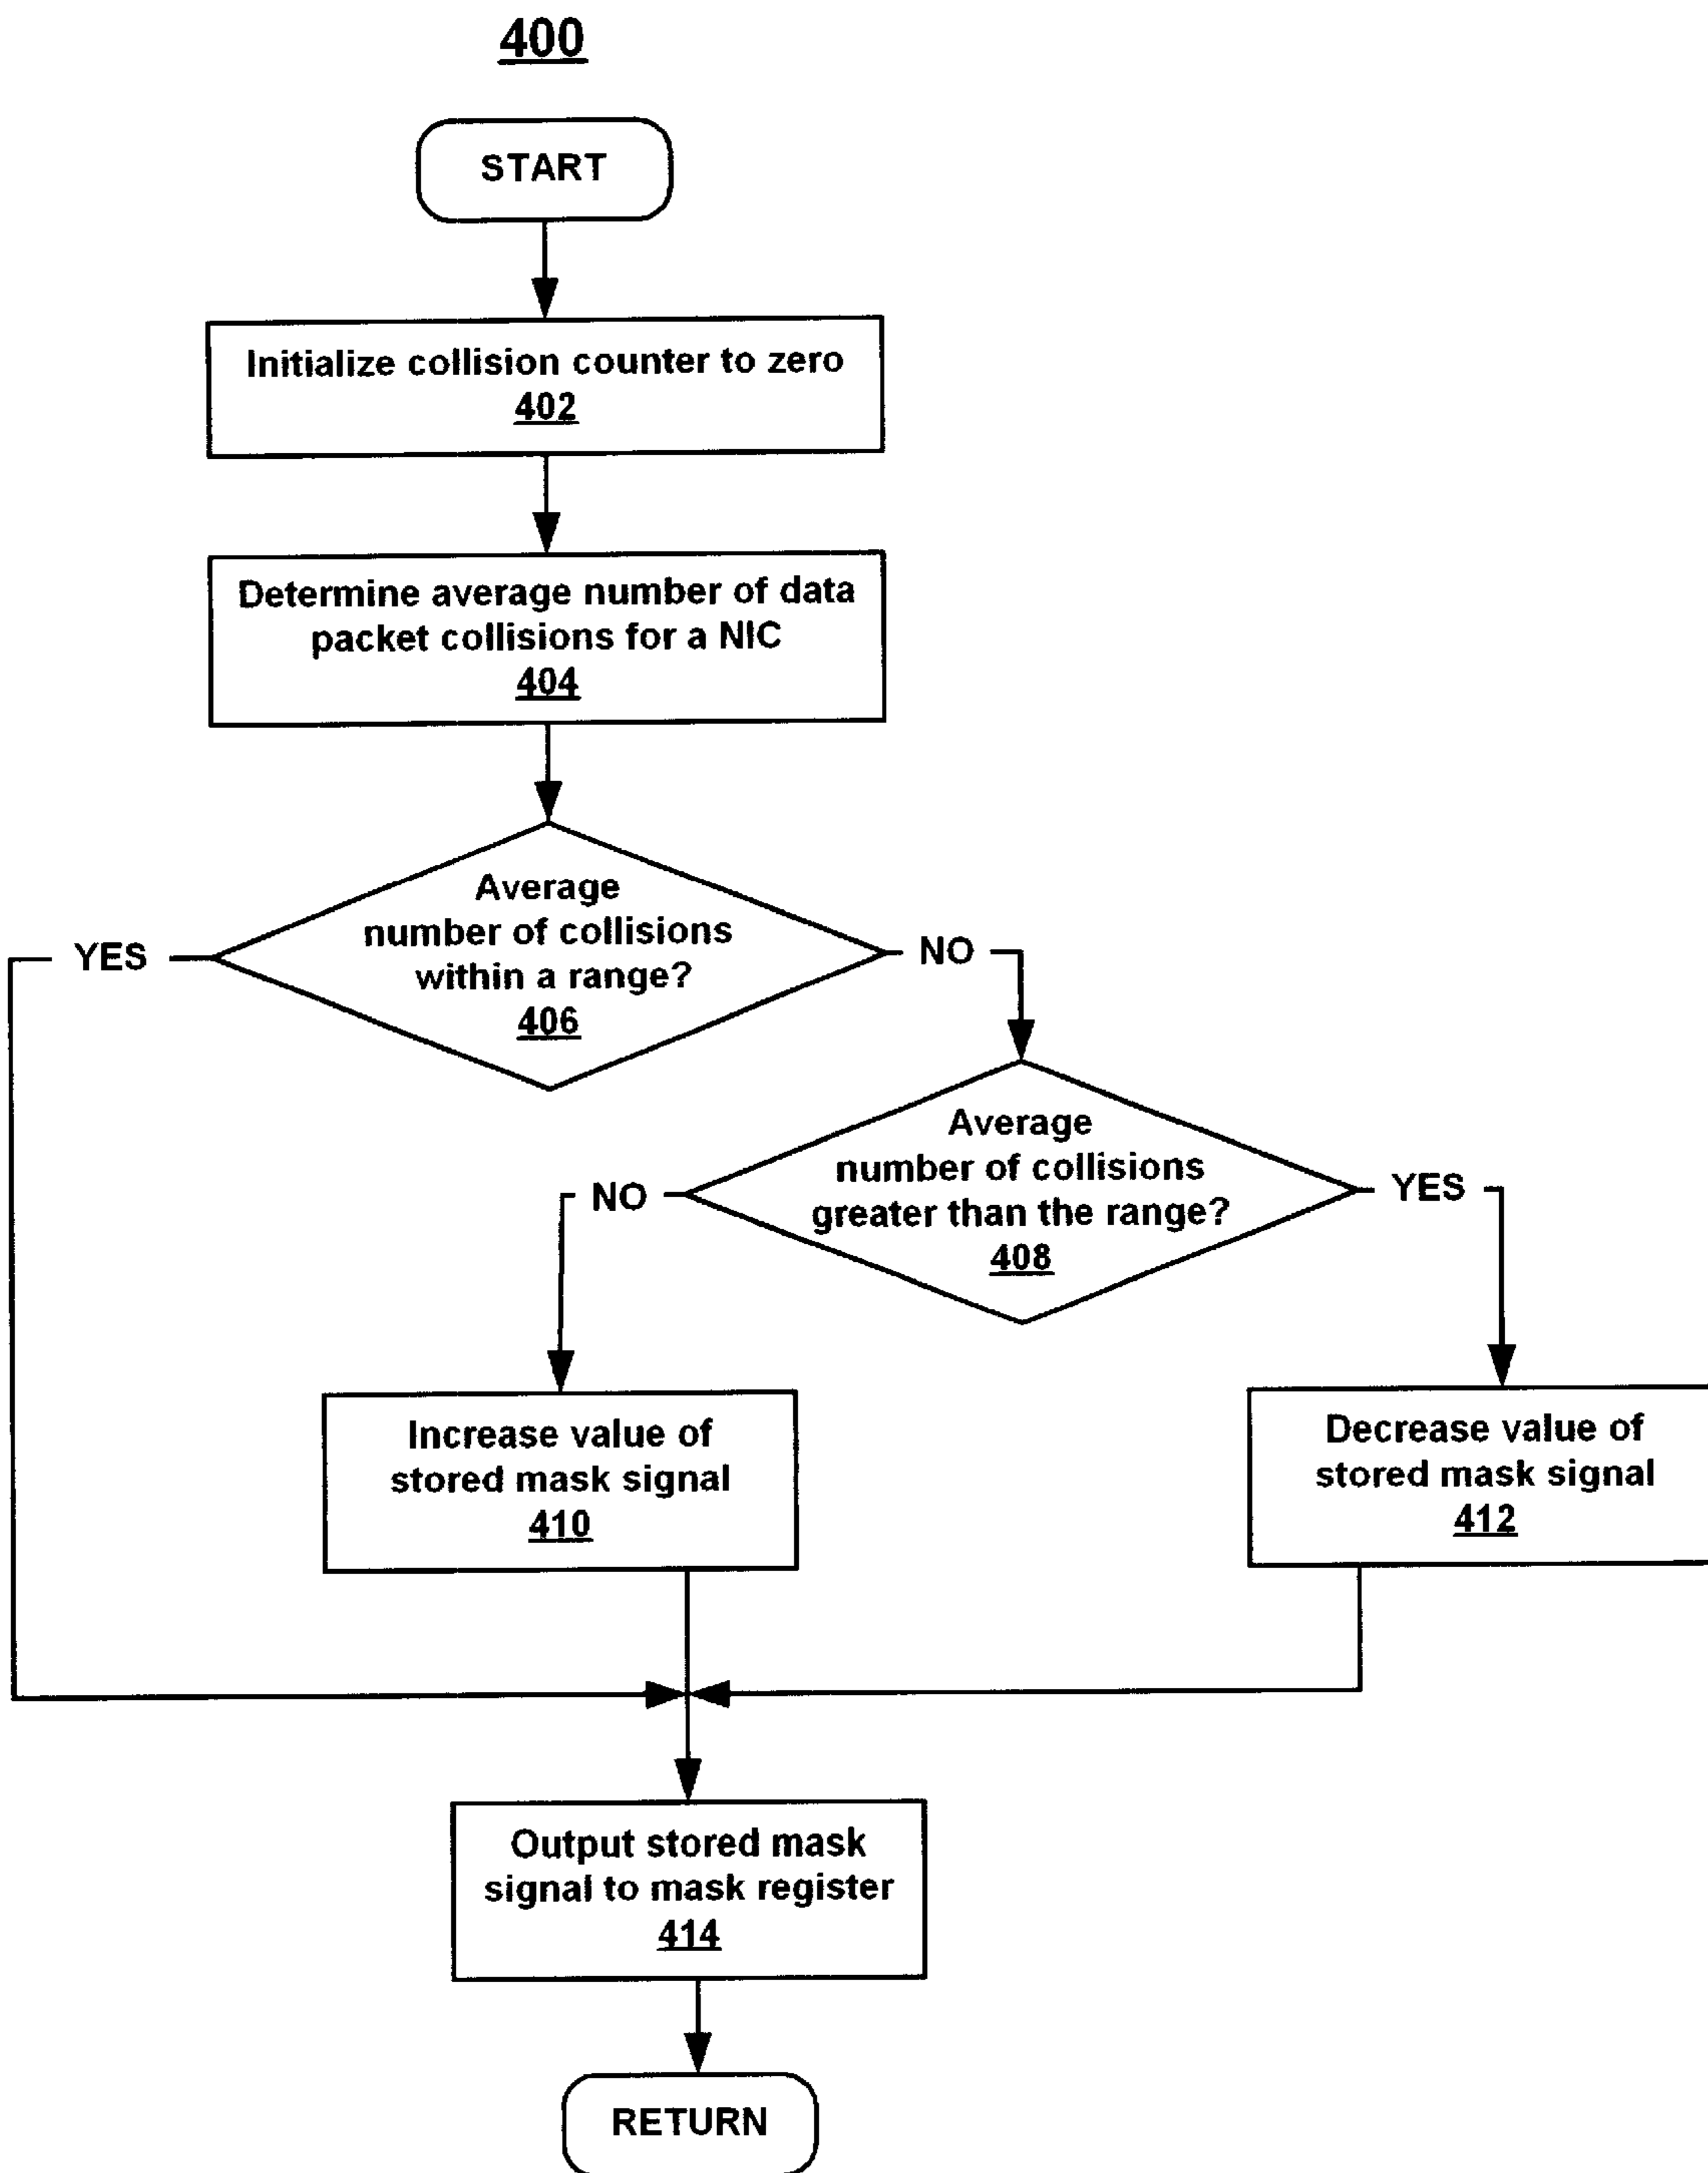 400
START
Initialize collision counter to zero
402
Determine average number of data
packet collisions for a NIC
404
Average
number of collisions
within a range?
406
YES
NO
Average
number of collisions
greater than the range?
408
NO
YES
Increase value of
stored mask signal
410
Decrease value of
stored mask signal
412
Output stored mask
signal to mask register
414
RETURN